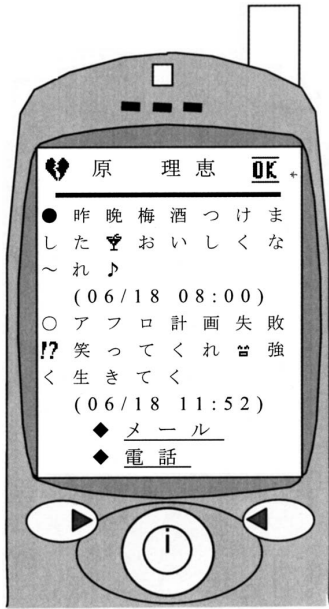 💔原 理恵 OK
●昨晩梅酒つけま
した🍸おいしくな
～れ♪
(06/18 08:00)
○アフロ計画失敗
!?笑ってくれ 強
く生きてく
(06/18 11:52)
◆ メール
◆ 電話
i